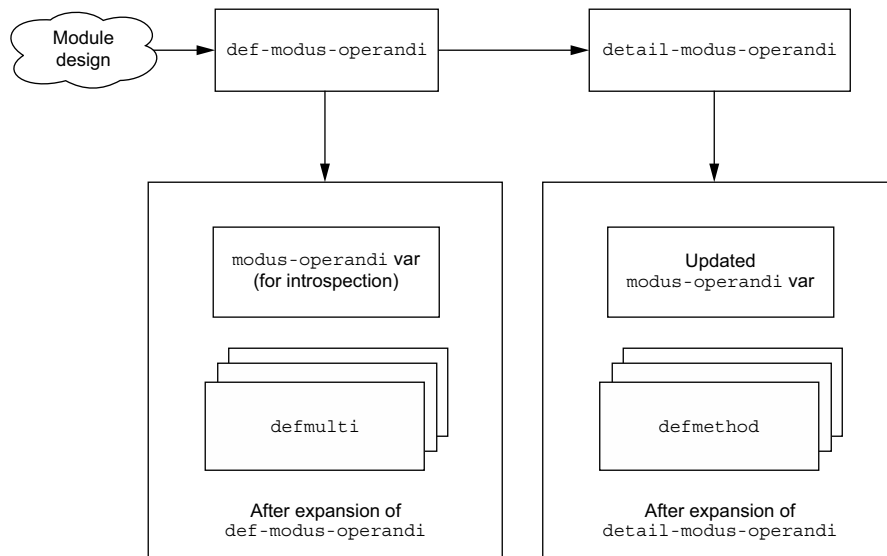 Module
design
def-modus-operandi
detail-modus-operandi
modus-operandi var
(for introspection)
defmulti
After expansion of
def-modus-operandi
Updated
modus-operandi var
defmethod
After expansion of
detail-modus-operandi